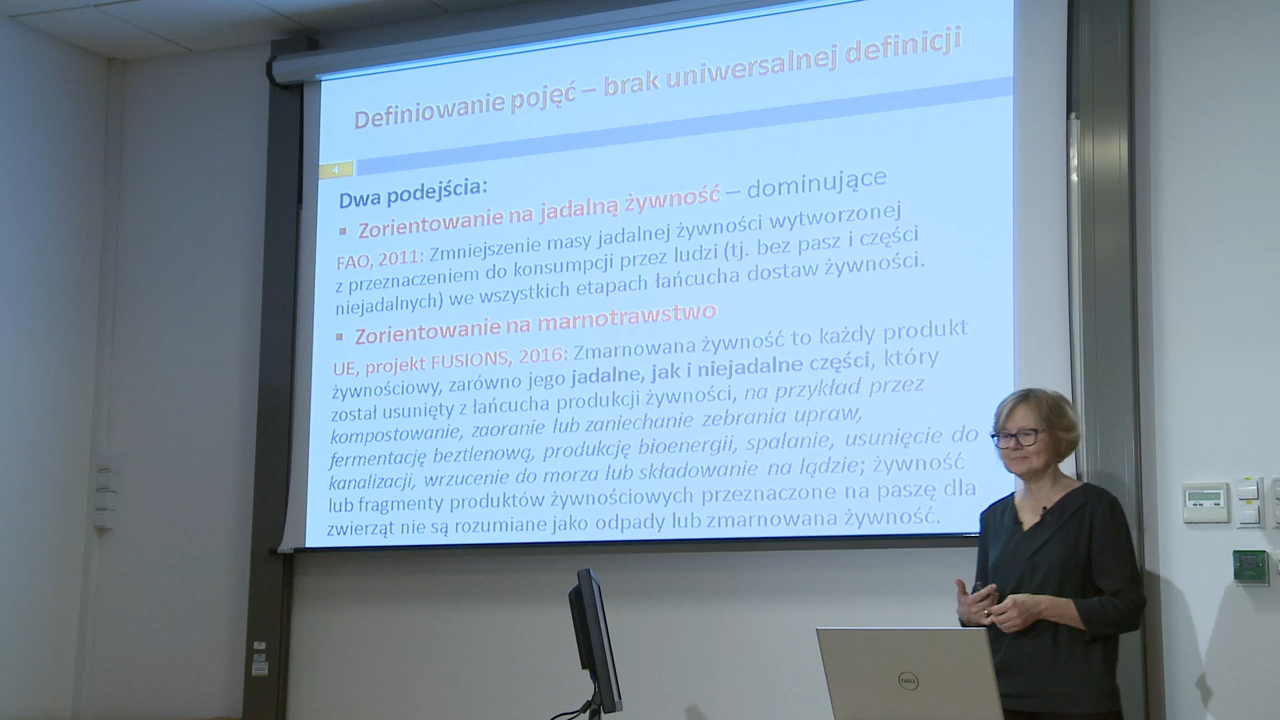 Definiowanie pojęć – brak uniwersalnej definicji
4
Dwa podejścia:
▪ Zorientowanie na jadalną żywność – dominujące
FAO, 2011: Zmniejszenie masy jadalnej żywności wytworzonej
z przeznaczeniem do konsumpcji przez ludzi (tj. bez pasz i części
niejadalnych) we wszystkich etapach łańcucha dostaw żywności.
▪ Zorientowanie na marnotrawstwo
UE, projekt FUSIONS, 2016: Zmarnowana żywność to każdy produkt
żywnościowy, zarówno jego jadalne, jak i niejadalne części, który
został usunięty z łańcucha produkcji żywności, na przykład przez
kompostowanie, zaoranie lub zaniechanie zebrania upraw,
fermentację beztlenową, produkcję bioenergii, spalanie, usunięcie do
kanalizacji, wrzucenie do morza lub składowanie na lądzie; żywność
lub fragmenty produktów żywnościowych przeznaczone na paszę dla
zwierząt nie są rozumiane jako odpady lub zmarnowana żywność.
DELL